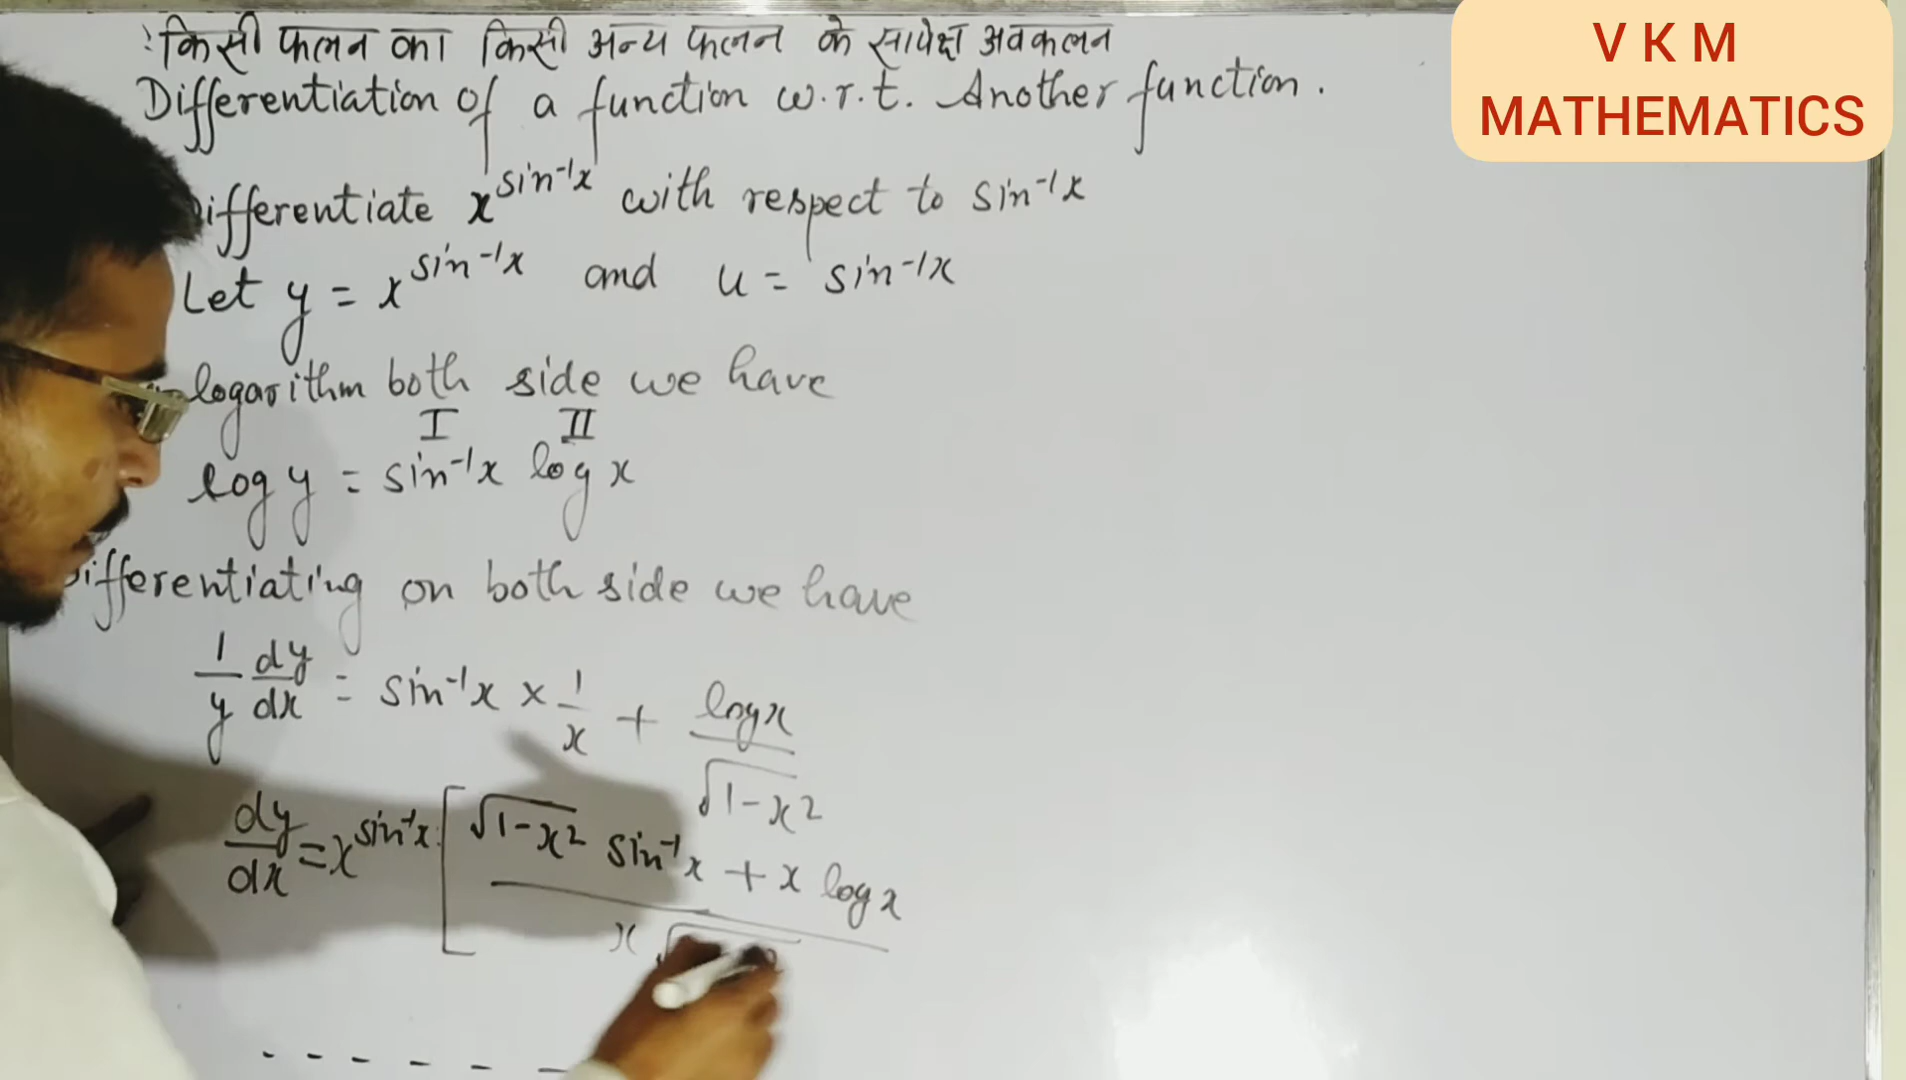 किसी फलन का किसी अन्य फलन के सापेक्ष अवकलन
Differentiation of a function w.r.t. Another function.
ifferentiate x^sin⁻¹x with respect to sin⁻¹x
Let y = x^sin⁻¹x and u = sin⁻¹x
logarithm both side we have
I II
log y = sin⁻¹x log x
ifferentiating on both side we have
1/y dy/dx = sin⁻¹x × 1/x + logx/√1-x²
dy/dx = x^sin⁻¹x [√1-x² sin⁻¹x + x log x
x √
V K M
MATHEMATICS